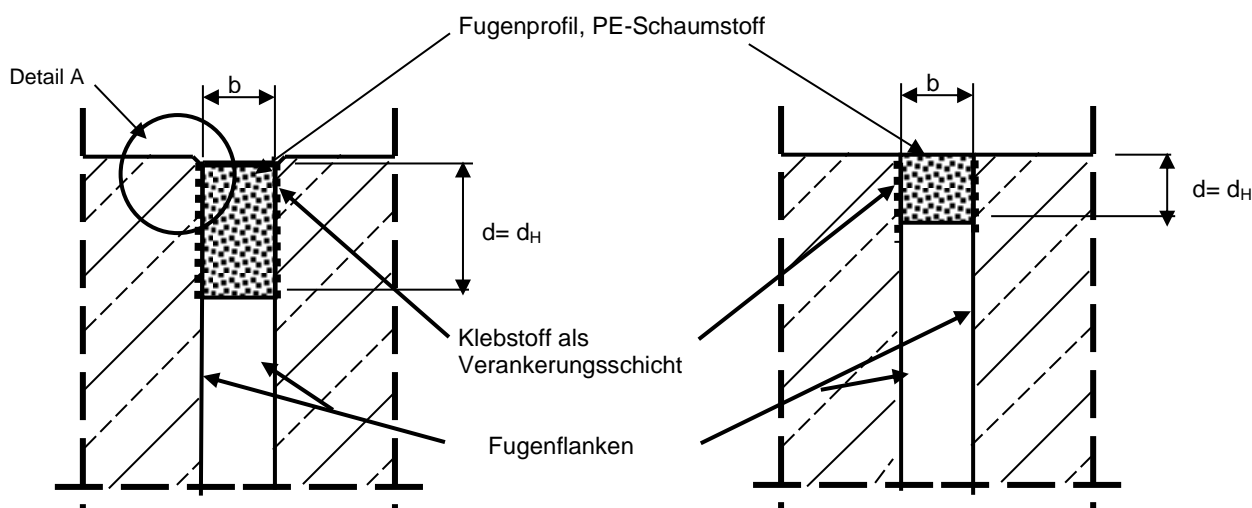 Fugenprofil, PE-Schaumstoff
Detail A
b
b
d= dH
d= dH
Klebstoff als
Verankerungsschicht
Fugenflanken